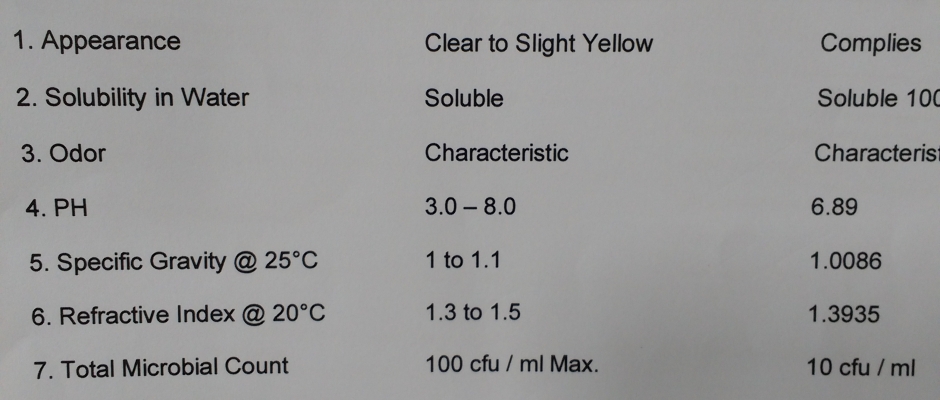 1. Appearance Clear to Slight Yellow Complies
2. Solubility in Water Soluble Soluble 100
3. Odor Characteristic
4. PH 3.0 – 8.0 6.89
5. Specific Gravity @ 25°C 1 to 1.1 1.0086
6. Refractive Index @ 20°C 1.3 to 1.5 1.3935
7. Total Microbial Count 100 cfu / ml Max. 10 cfu / ml